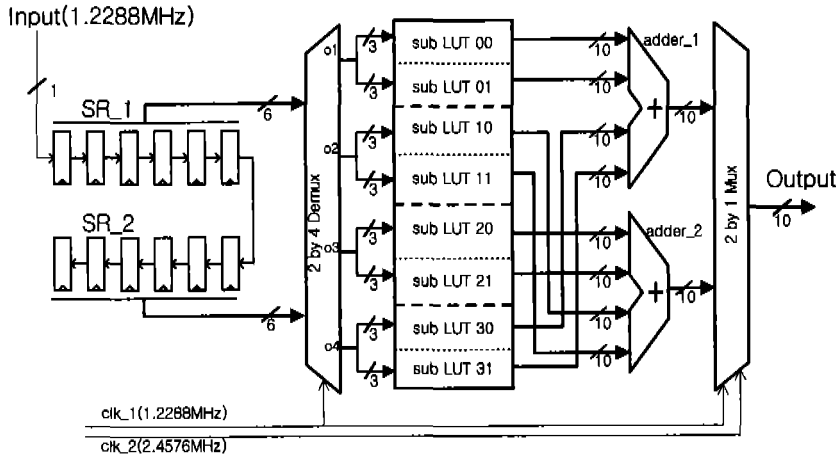 Input(1.2288MHz)
1
SR_1
6
SR_2
6
2 by 4 Demux
o1
o2
o3
o4
3
3
3
3
3
3
3
3
sub LUT 00
sub LUT 01
sub LUT 10
sub LUT 11
sub LUT 20
sub LUT 21
sub LUT 30
sub LUT 31
10
10
10
10
10
10
10
10
adder_1
+
10
adder_2
+
10
2 by 1 Mux
Output
10
clk_1(1.2288MHz)
clk_2(2.4576MHz)